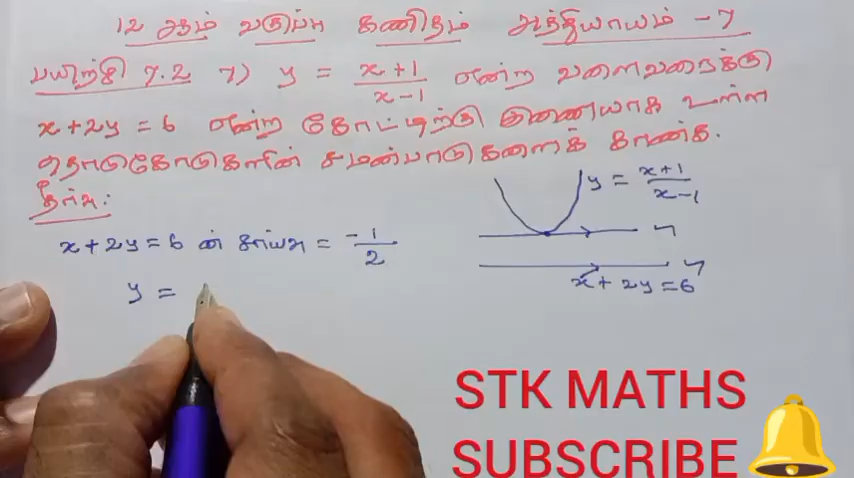 12 ஆம் வகுப்பு கணிதம் அத்தியாயம் -7
பயிற்சி 7.2 7) y = x+1/x-1 என்ற வளைவரைக்கு
x+2y=6 என்ற கோட்டிற்கு இணையாக உள்ள
தொடுகோடுகளின் சமன்பாடுகளைக் காண்க.
தீர்வு:
y = x+1/x-1
x+2y=6 ன் சாய்வு = -1/2
x+2y=6
y =
STK MATHS
SUBSCRIBE